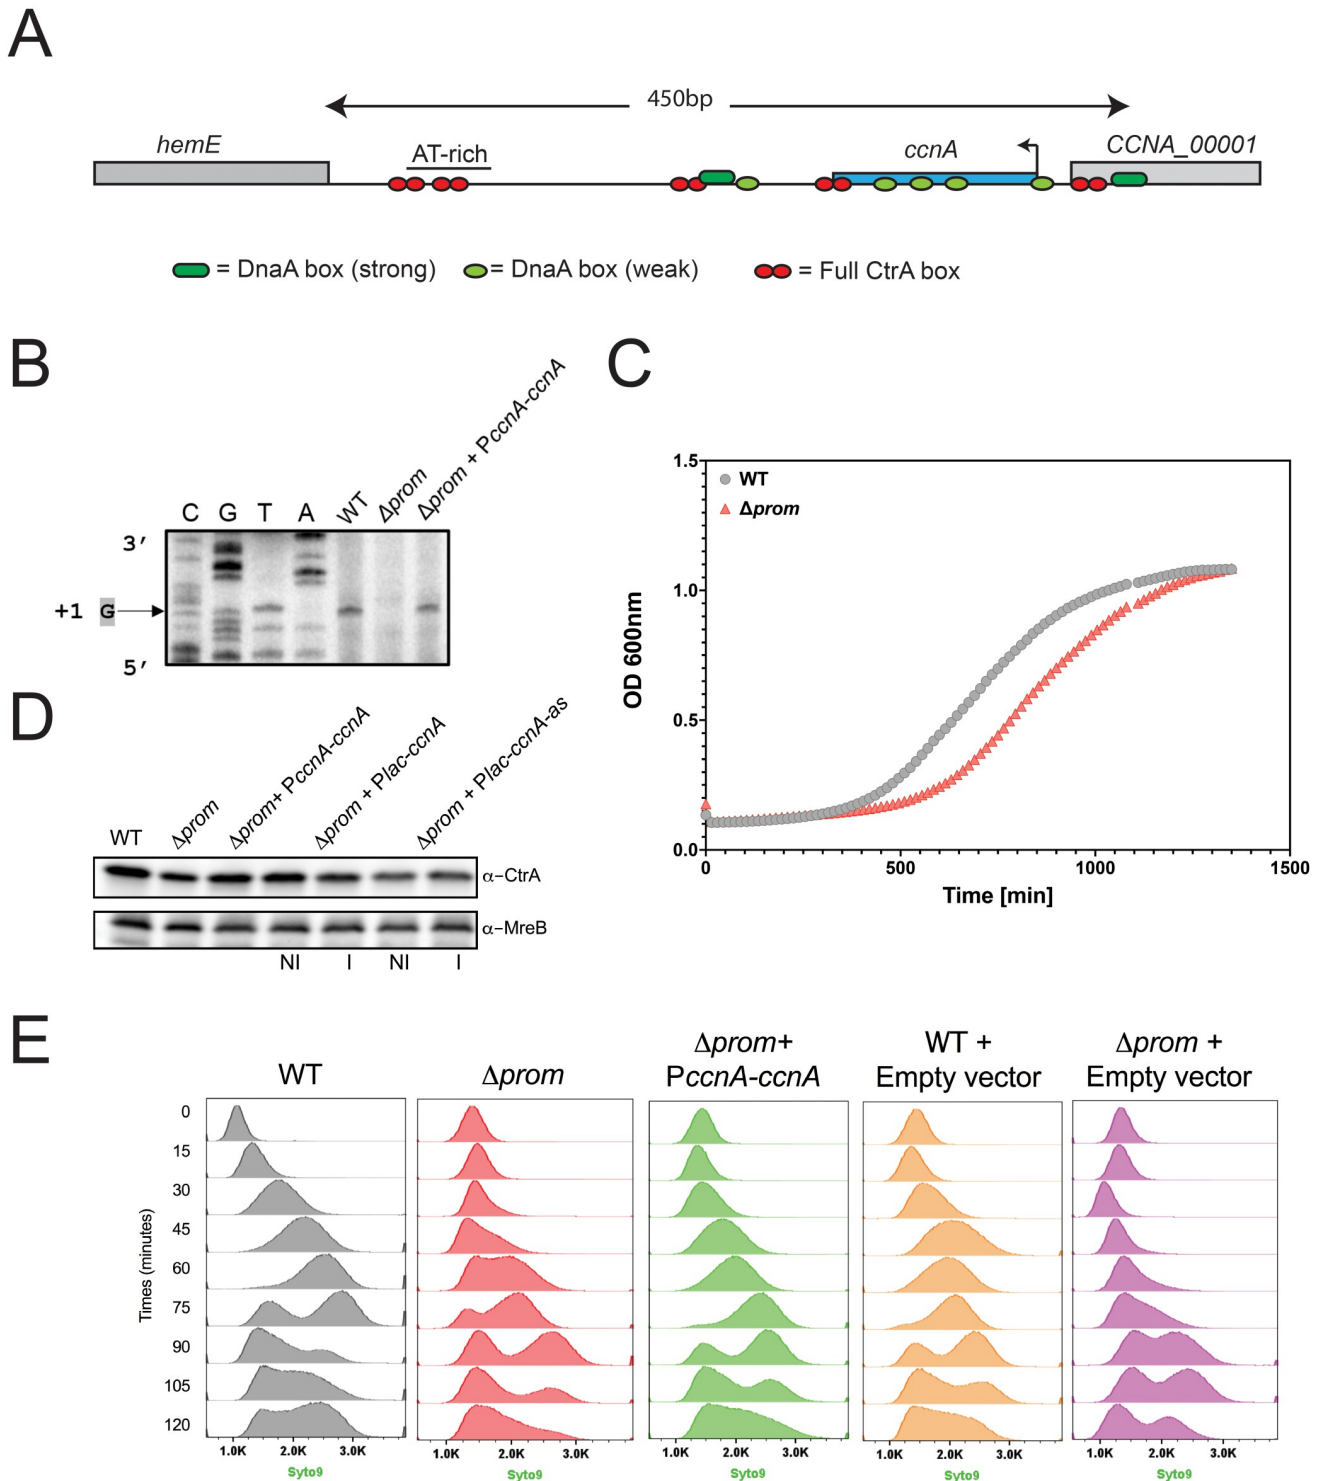 A
450bp
hemE
AT-rich
ccnA
CCNA_00001
= DnaA box (strong)
= DnaA box (weak)
= Full CtrA box
B
C G T A WT Δprom Δprom + PccnA-ccnA
3′
+1 G
5′
C
1.5
1.0
0.5
0.0
OD 600nm
WT
Δprom
0 500 1000 1500
Time [min]
D
WT Δprom Δprom+ PccnA-ccnA Δprom + Plac-ccnA Δprom + Plac-ccnA-as
α−CtrA
α−MreB
NI I NI I
E
WT
Δprom
Δprom+
PccnA-ccnA
WT +
Empty vector
Δprom +
Empty vector
Times (minutes)
0
15
30
45
60
75
90
105
120
1.0K 2.0K 3.0K
Syto9
1.0K 2.0K 3.0K
Syto9
1.0K 2.0K 3.0K
Syto9
1.0K 2.0K 3.0K
Syto9
1.0K 2.0K 3.0K
Syto9